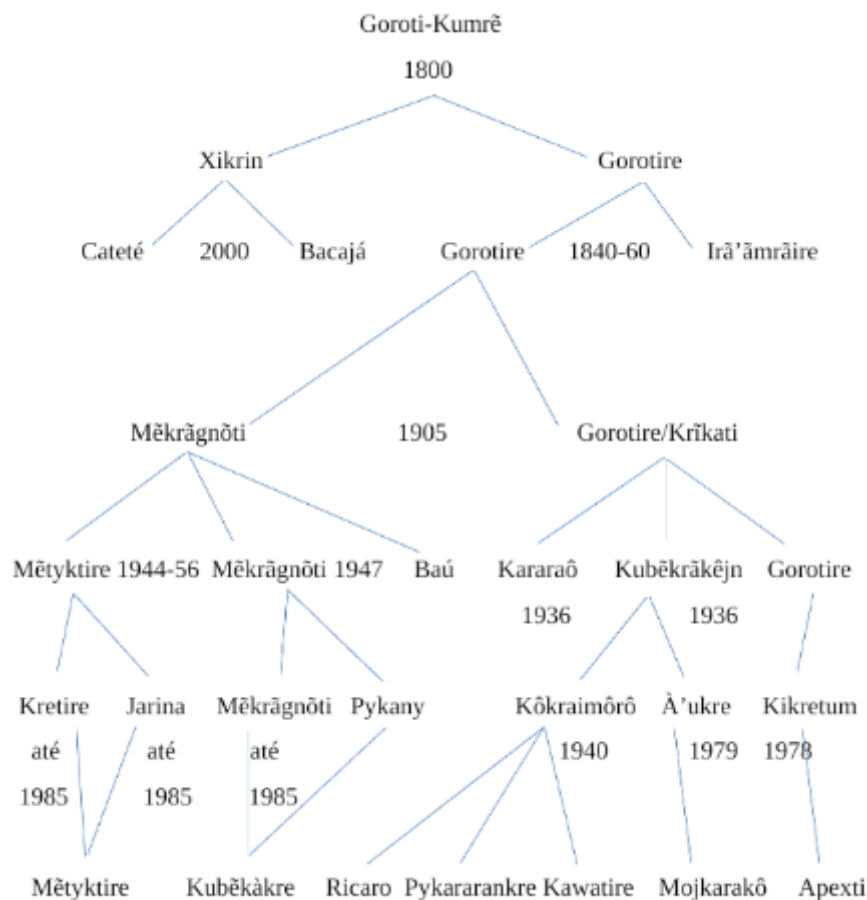 Goroti-Kumrẽ
1800
Xikrin Gorotire
Cateté 2000 Bacajá Gorotire 1840-60 Irã’ãmrãire
Mẽkrãgnõti 1905 Gorotire/Krĩkati
Mẽtyktire 1944-56 Mẽkrãgnõti 1947 Baú Kararaô Kubẽkrãkêjn Gorotire
1936 1936
Kretire Jarina Mẽkrãgnõti Pykany Kôkraimôrô À’ukre Kikretum
até até até 1940 1979 1978
1985 1985 1985
Mẽtyktire Kubẽkàkre Ricaro Pykararankre Kawatire Mojkarakô Apexti